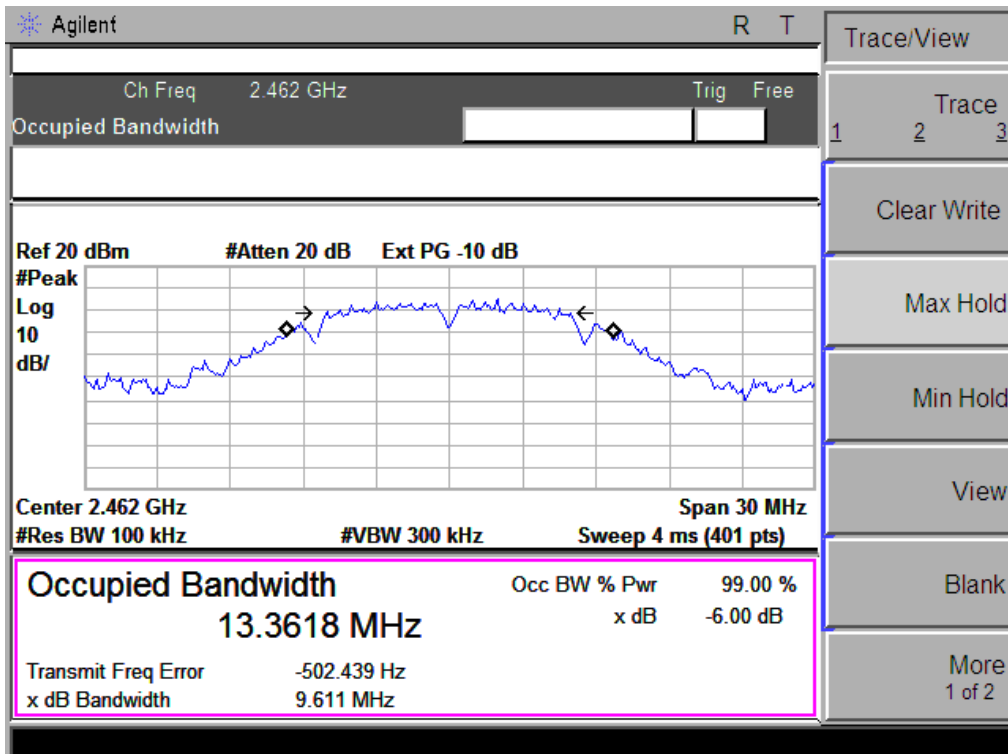 Agilent R T
Ch Freq 2.462 GHz Trig Free
Occupied Bandwidth
Ref 20 dBm #Atten 20 dB Ext PG -10 dB
#Peak
Log
10
dB/
Center 2.462 GHz Span 30 MHz
#Res BW 100 kHz #VBW 300 kHz Sweep 4 ms (401 pts)
Occupied Bandwidth
13.3618 MHz
Occ BW % Pwr 99.00 %
x dB -6.00 dB
Transmit Freq Error -502.439 Hz
x dB Bandwidth 9.611 MHz
Trace/View
Trace
1 2 3
Clear Write
Max Hold
Min Hold
View
Blank
More
1 of 2